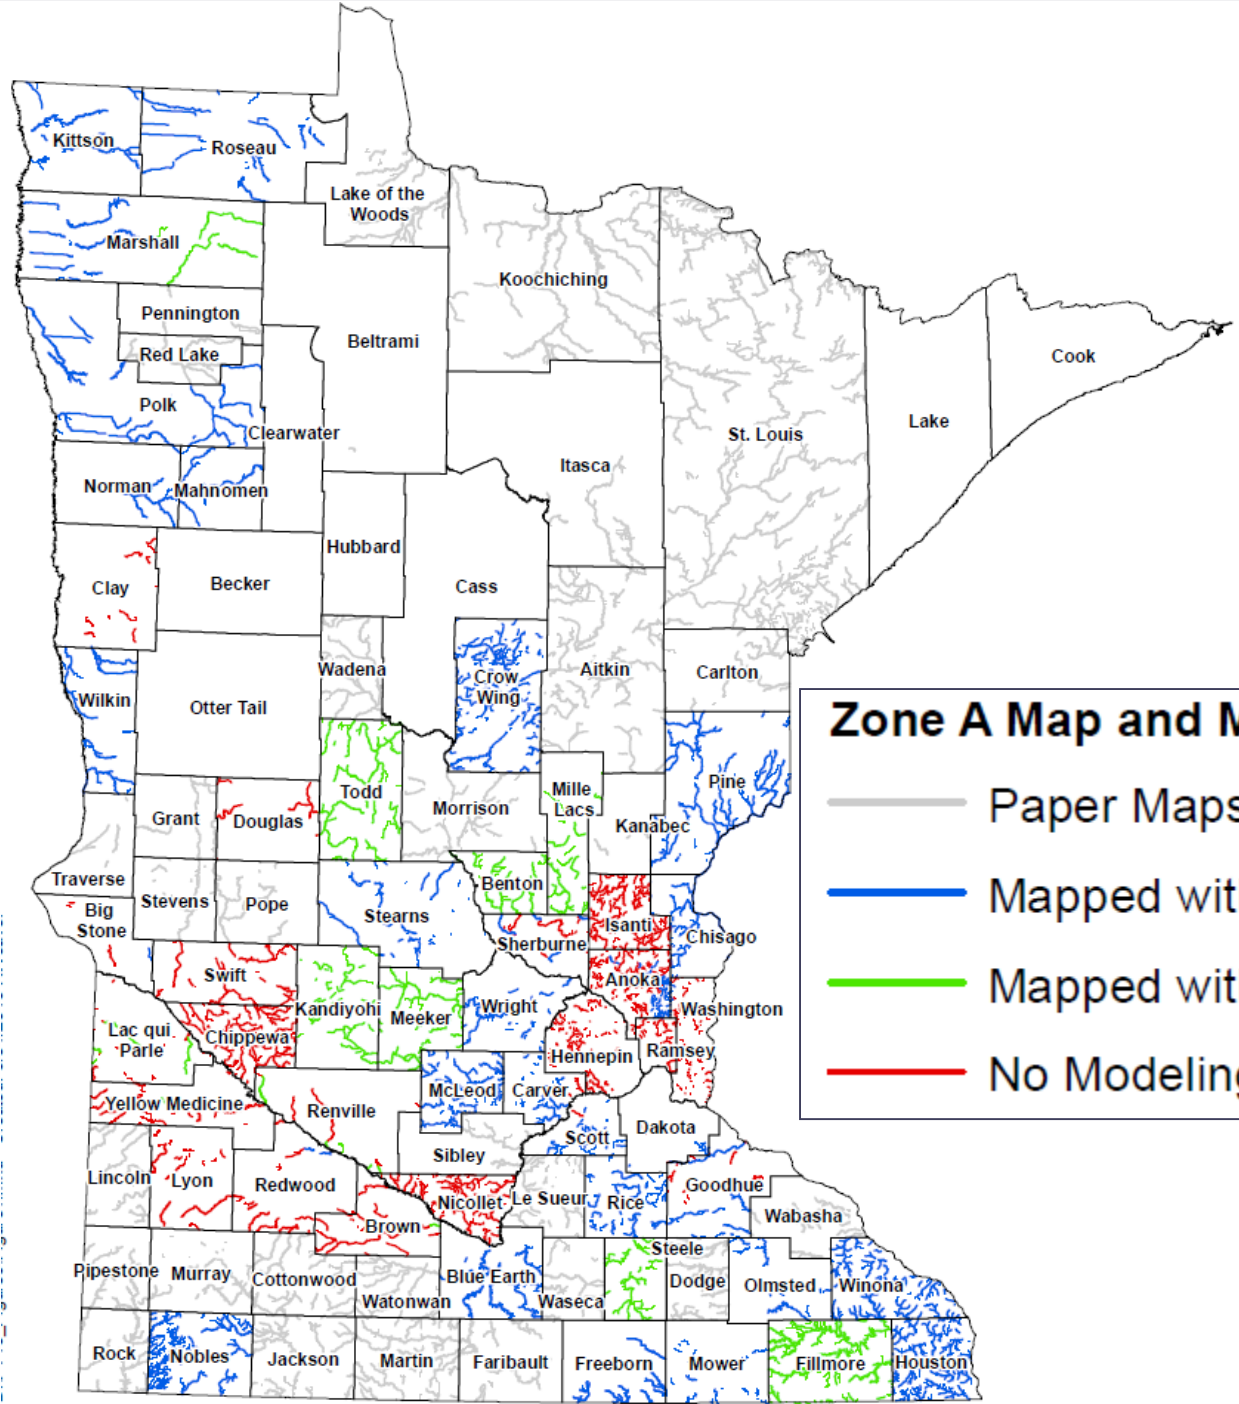 Kittson
Roseau
Lake of the
Woods
Marshall
Koochiching
Pennington
Beltrami
Red Lake
Cook
Polk
Lake
Clearwater
St. Louis
Itasca
Norman
Mahnomen
Hubbard
Clay
Becker
Cass
Wadena
Aitkin
Carlton
Crow
Wing
Wilkin
Otter Tail
Zone A Map and M
Paper Maps
Mapped wit
Mapped wit
No Modeling
Pine
Todd
Mille
Lacs
Morrison
Grant
Douglas
Kanabec
Traverse
Benton
Stevens
Pope
Big
Stone
Stearns
Isanti
Chisago
Sherburne
Swift
Anoka
Kandiyohi
Meeker
Wright
Washington
Lac qui
Parle
Chippewa
Hennepin
Ramsey
McLeod
Carver
Yellow Medicine
Renville
Scott
Dakota
Sibley
Lincoln
Lyon
Redwood
Goodhue
Nicollet
Le Sueur
Rice
Wabasha
Brown
Steele
Pipestone
Murray
Cottonwood
Blue Earth
Dodge
Olmsted
Winona
Watonwan
Waseca
Rock
Nobles
Jackson
Martin
Faribault
Freeborn
Mower
Fillmore
Houston